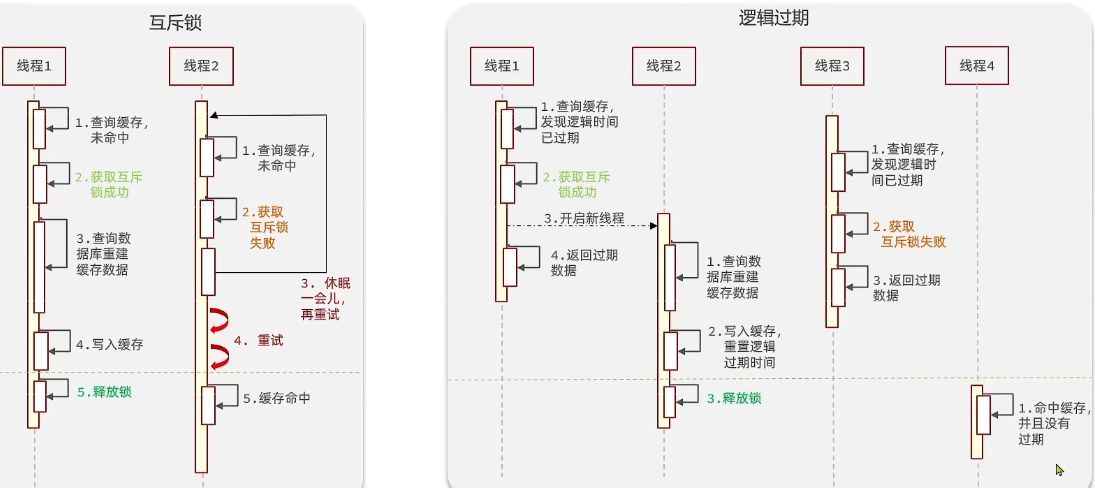 互斥锁
线程1
线程2
1.查询缓存，
未命中
2.获取互斥
锁成功
3.查询数
据库重建
缓存数据
4.写入缓存
5.释放锁
1.查询缓存，
未命中
2.获取
互斥锁
失败
3. 休眠
一会儿，
再重试
4. 重试
5.缓存命中
逻辑过期
线程1
线程2
线程3
线程4
1.查询缓存，
发现逻辑时间
已过期
2.获取互斥
锁成功
3.开启新线程
4.返回过期
数据
1.查询数
据库重建
缓存数据
2.写入缓存，
重置逻辑
过期时间
3.释放锁
1.查询缓存，
发现逻辑时
间已过期
2.获取
互斥锁失败
3.返回过期
数据
1.命中缓存，
并且没有
过期